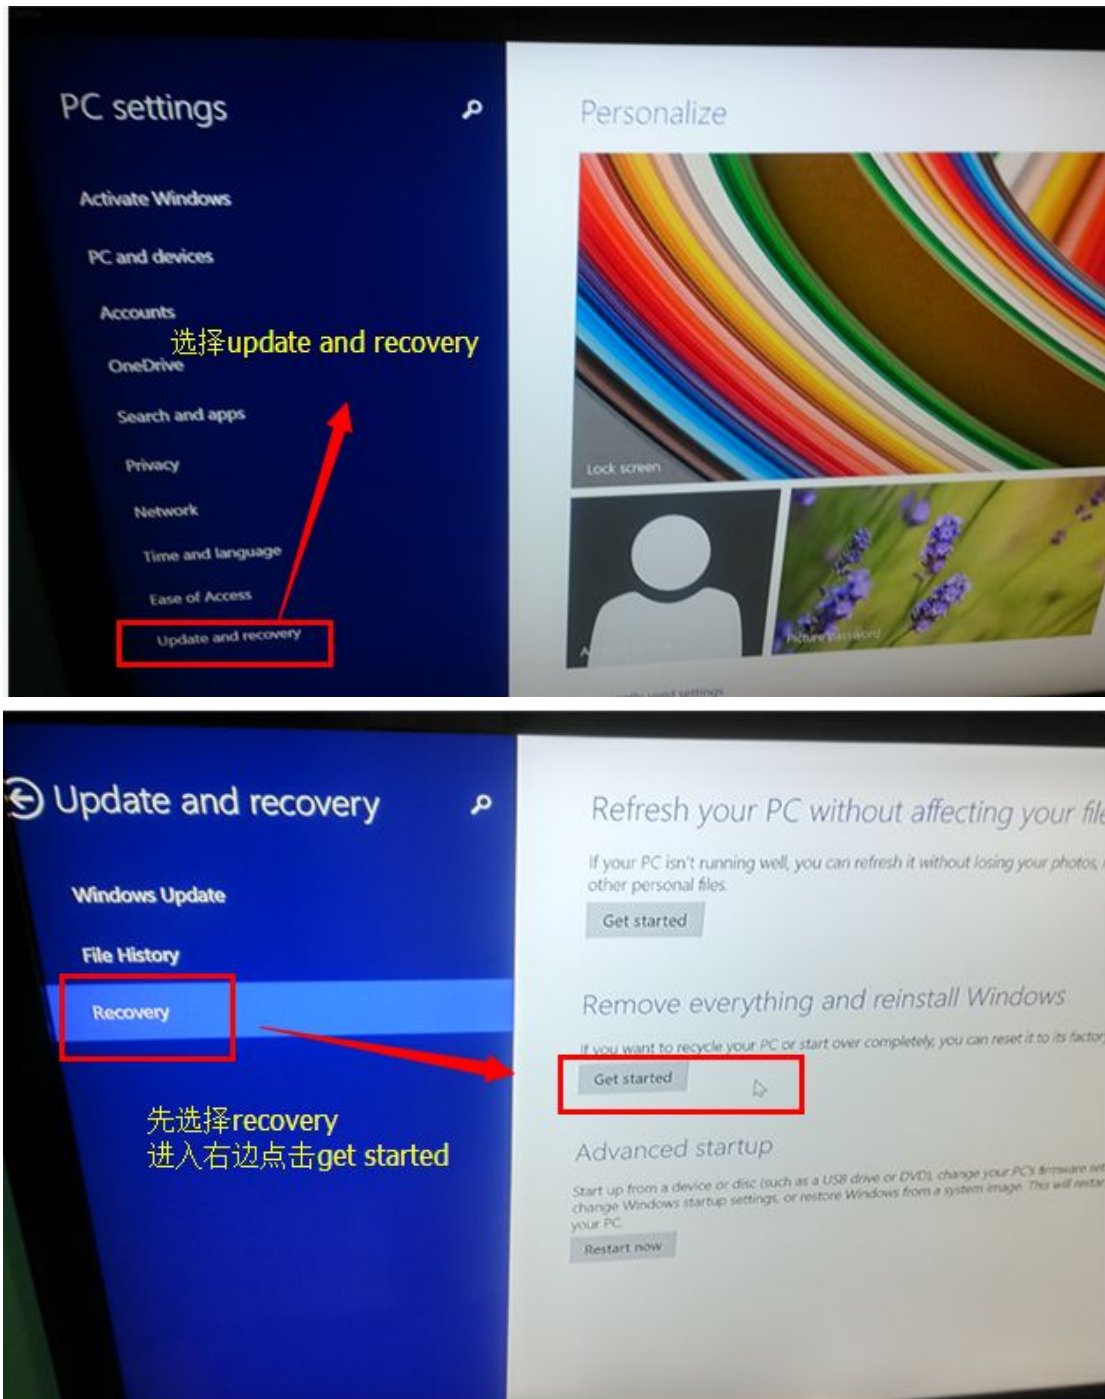 PC settings
Personalize
Activate Windows
PC and devices
Accounts
选择update and recovery
OneDrive
Search and apps
Privacy
Lock screen
Network
Time and language
Ease of Access
Update and recovery
Picture password
used settings
Update and recovery
Refresh your PC without affecting your file
If your PC isn't running well, you can refresh it without losing your photos,
other personal files.
Get started
Windows Update
File History
Recovery
Remove everything and reinstall Windows
If you want to recycle your PC or start over completely, you can reset it to its factory
Get started
先选择recovery
进入右边点击get started
Advanced startup
Start up from a device or disc (such as a USB drive or DVD), change your PC's firmware set
change Windows startup settings, or restore Windows from a system image. This will restar
your PC.
Restart now